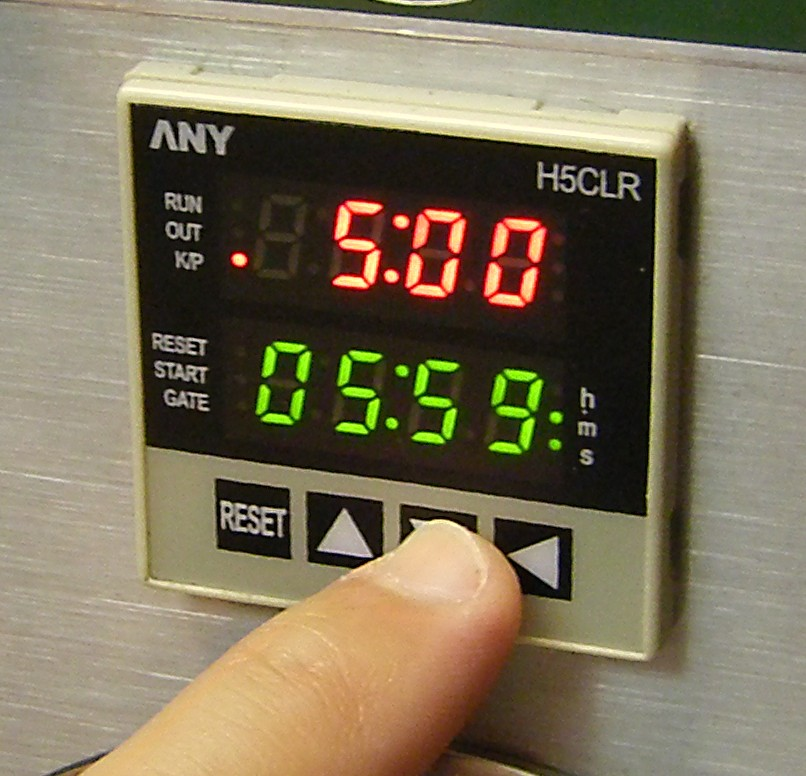 ANY
H5CLR
RUN
OUT
K/P
5:00
RESET
START
GATE
05:59:
h
m
s
RESET